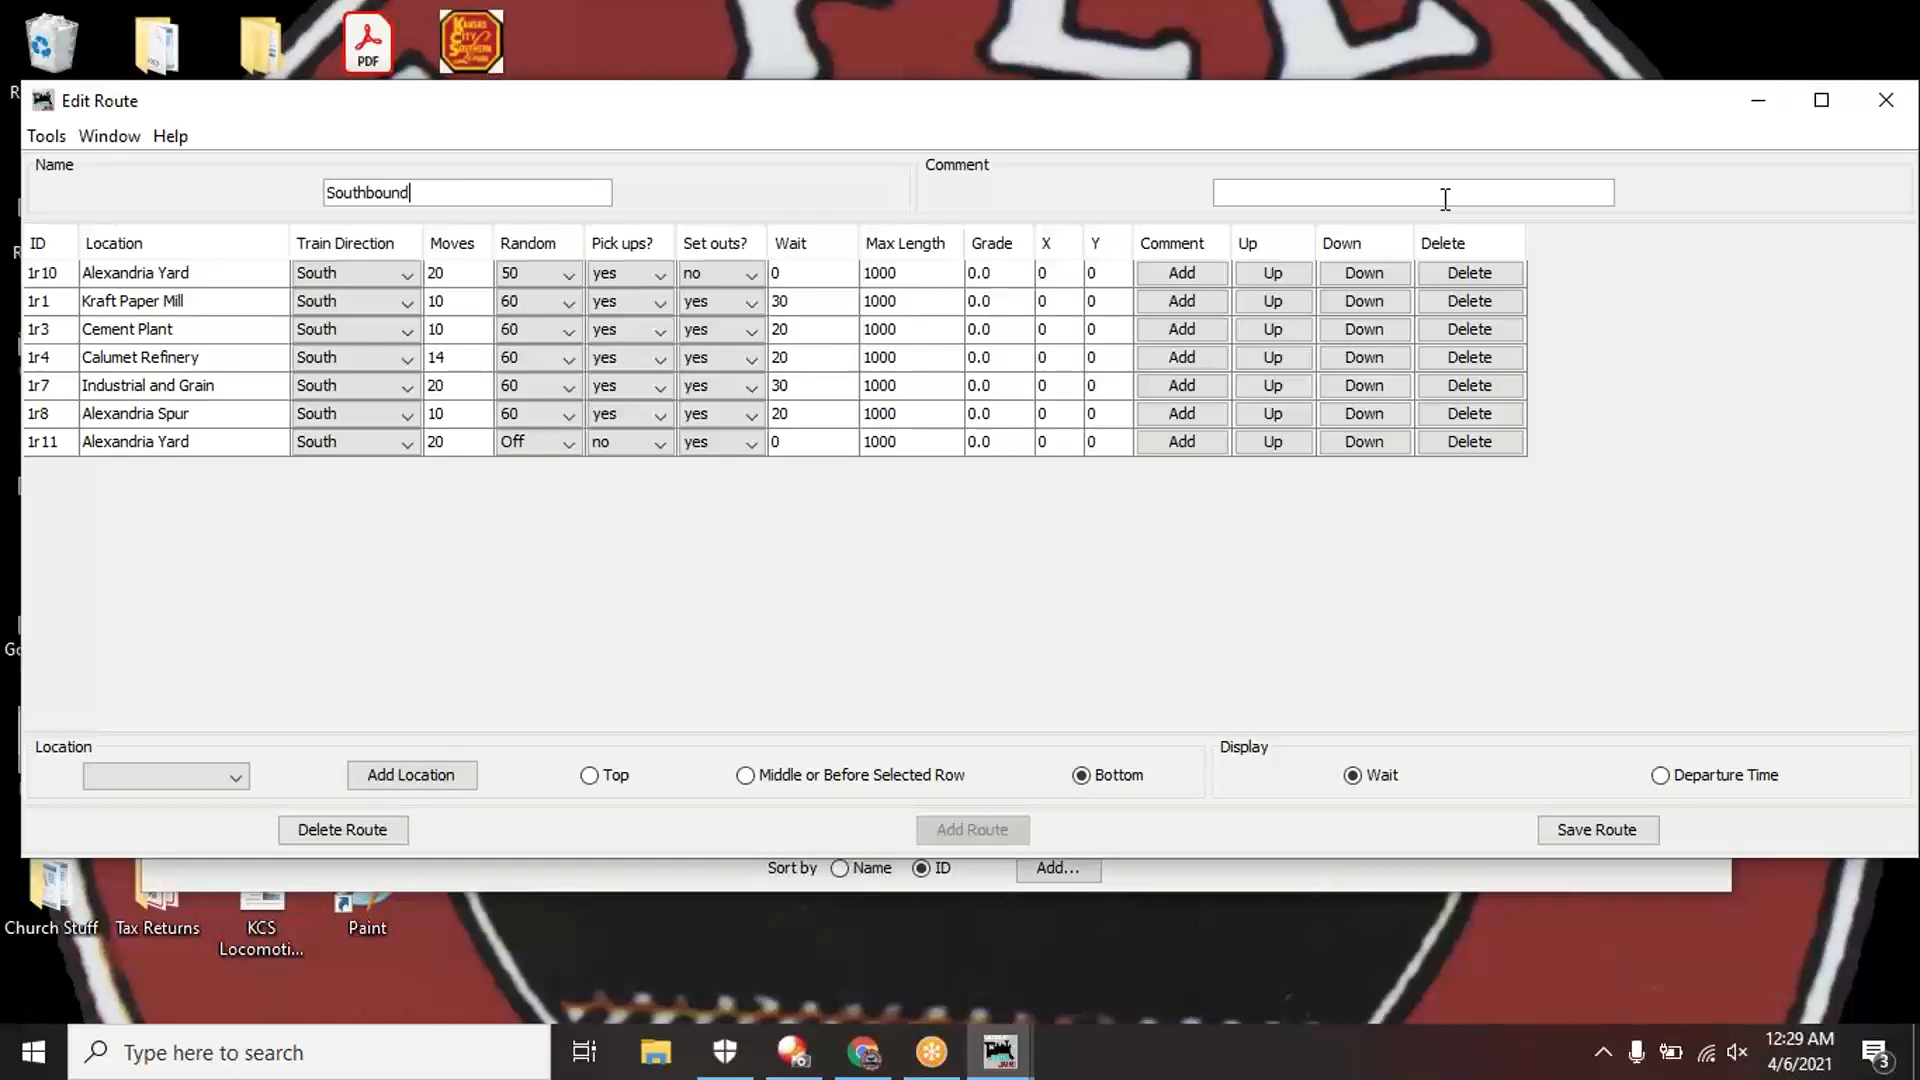 PDF
KANSAS
CITY
SOUTHERN
Lines
Edit Route
Tools Window Help
Name
Comment
Southbound
ID Location Train Direction Moves Random Pick ups? Set outs? Wait Max Length Grade X Y Comment Up Down Delete
1r10 Alexandria Yard South 20 50 yes no 0 1000 0.0 0 0 Add Up Down Delete
1r1 Kraft Paper Mill South 10 60 yes yes 30 1000 0.0 0 0 Add Up Down Delete
1r3 Cement Plant South 10 60 yes yes 20 1000 0.0 0 0 Add Up Down Delete
1r4 Calumet Refinery South 14 60 yes yes 20 1000 0.0 0 0 Add Up Down Delete
1r7 Industrial and Grain South 20 60 yes yes 30 1000 0.0 0 0 Add Up Down Delete
1r8 Alexandria Spur South 10 60 yes yes 20 1000 0.0 0 0 Add Up Down Delete
1r11 Alexandria Yard South 20 Off no yes 0 1000 0.0 0 0 Add Up Down Delete
Location
Display
Add Location Top Middle or Before Selected Row Bottom Wait Departure Time
Delete Route Add Route Save Route
Sort by Name ID Add...
Church Stuff Tax Returns KCS Locomoti... Paint
Type here to search
12:29 AM
4/6/2021
3